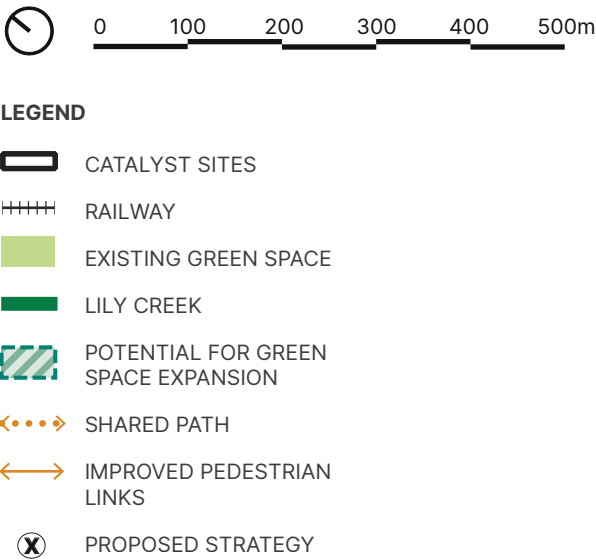 0 100 200 300 400 500m
LEGEND
CATALYST SITES
RAILWAY
EXISTING GREEN SPACE
LILY CREEK
POTENTIAL FOR GREEN
SPACE EXPANSION
SHARED PATH
IMPROVED PEDESTRIAN
LINKS
X PROPOSED STRATEGY